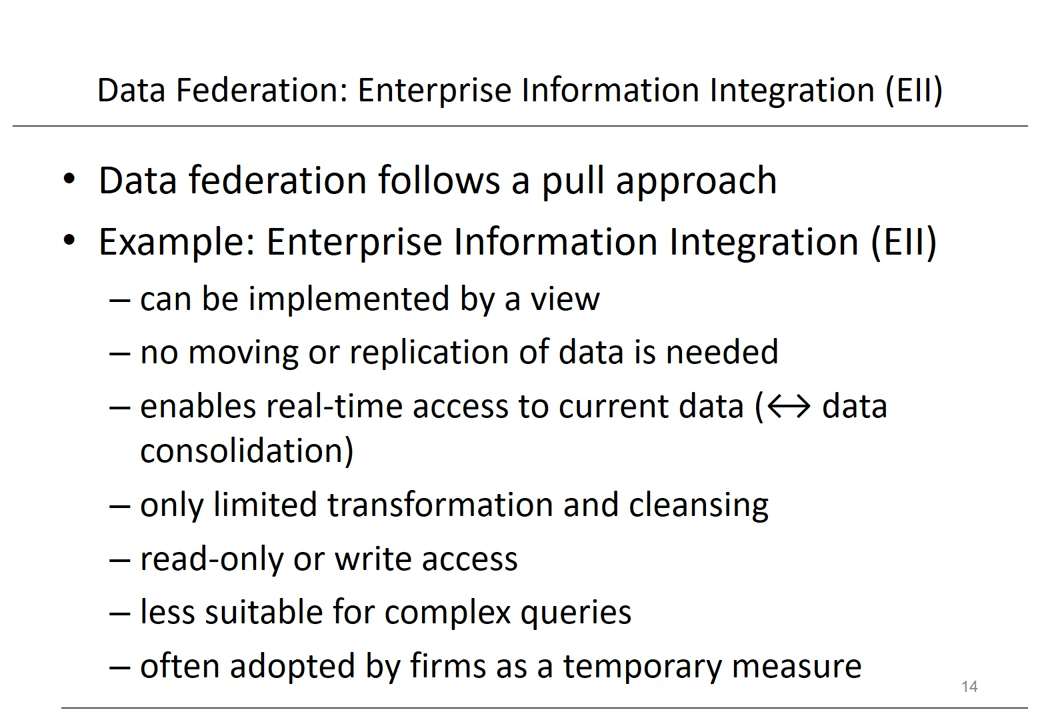 Data Federation: Enterprise Information Integration (EII)
• Data federation follows a pull approach
• Example: Enterprise Information Integration (EII)
– can be implemented by a view
– no moving or replication of data is needed
– enables real-time access to current data (↔ data
consolidation)
– only limited transformation and cleansing
– read-only or write access
– less suitable for complex queries
– often adopted by firms as a temporary measure
14